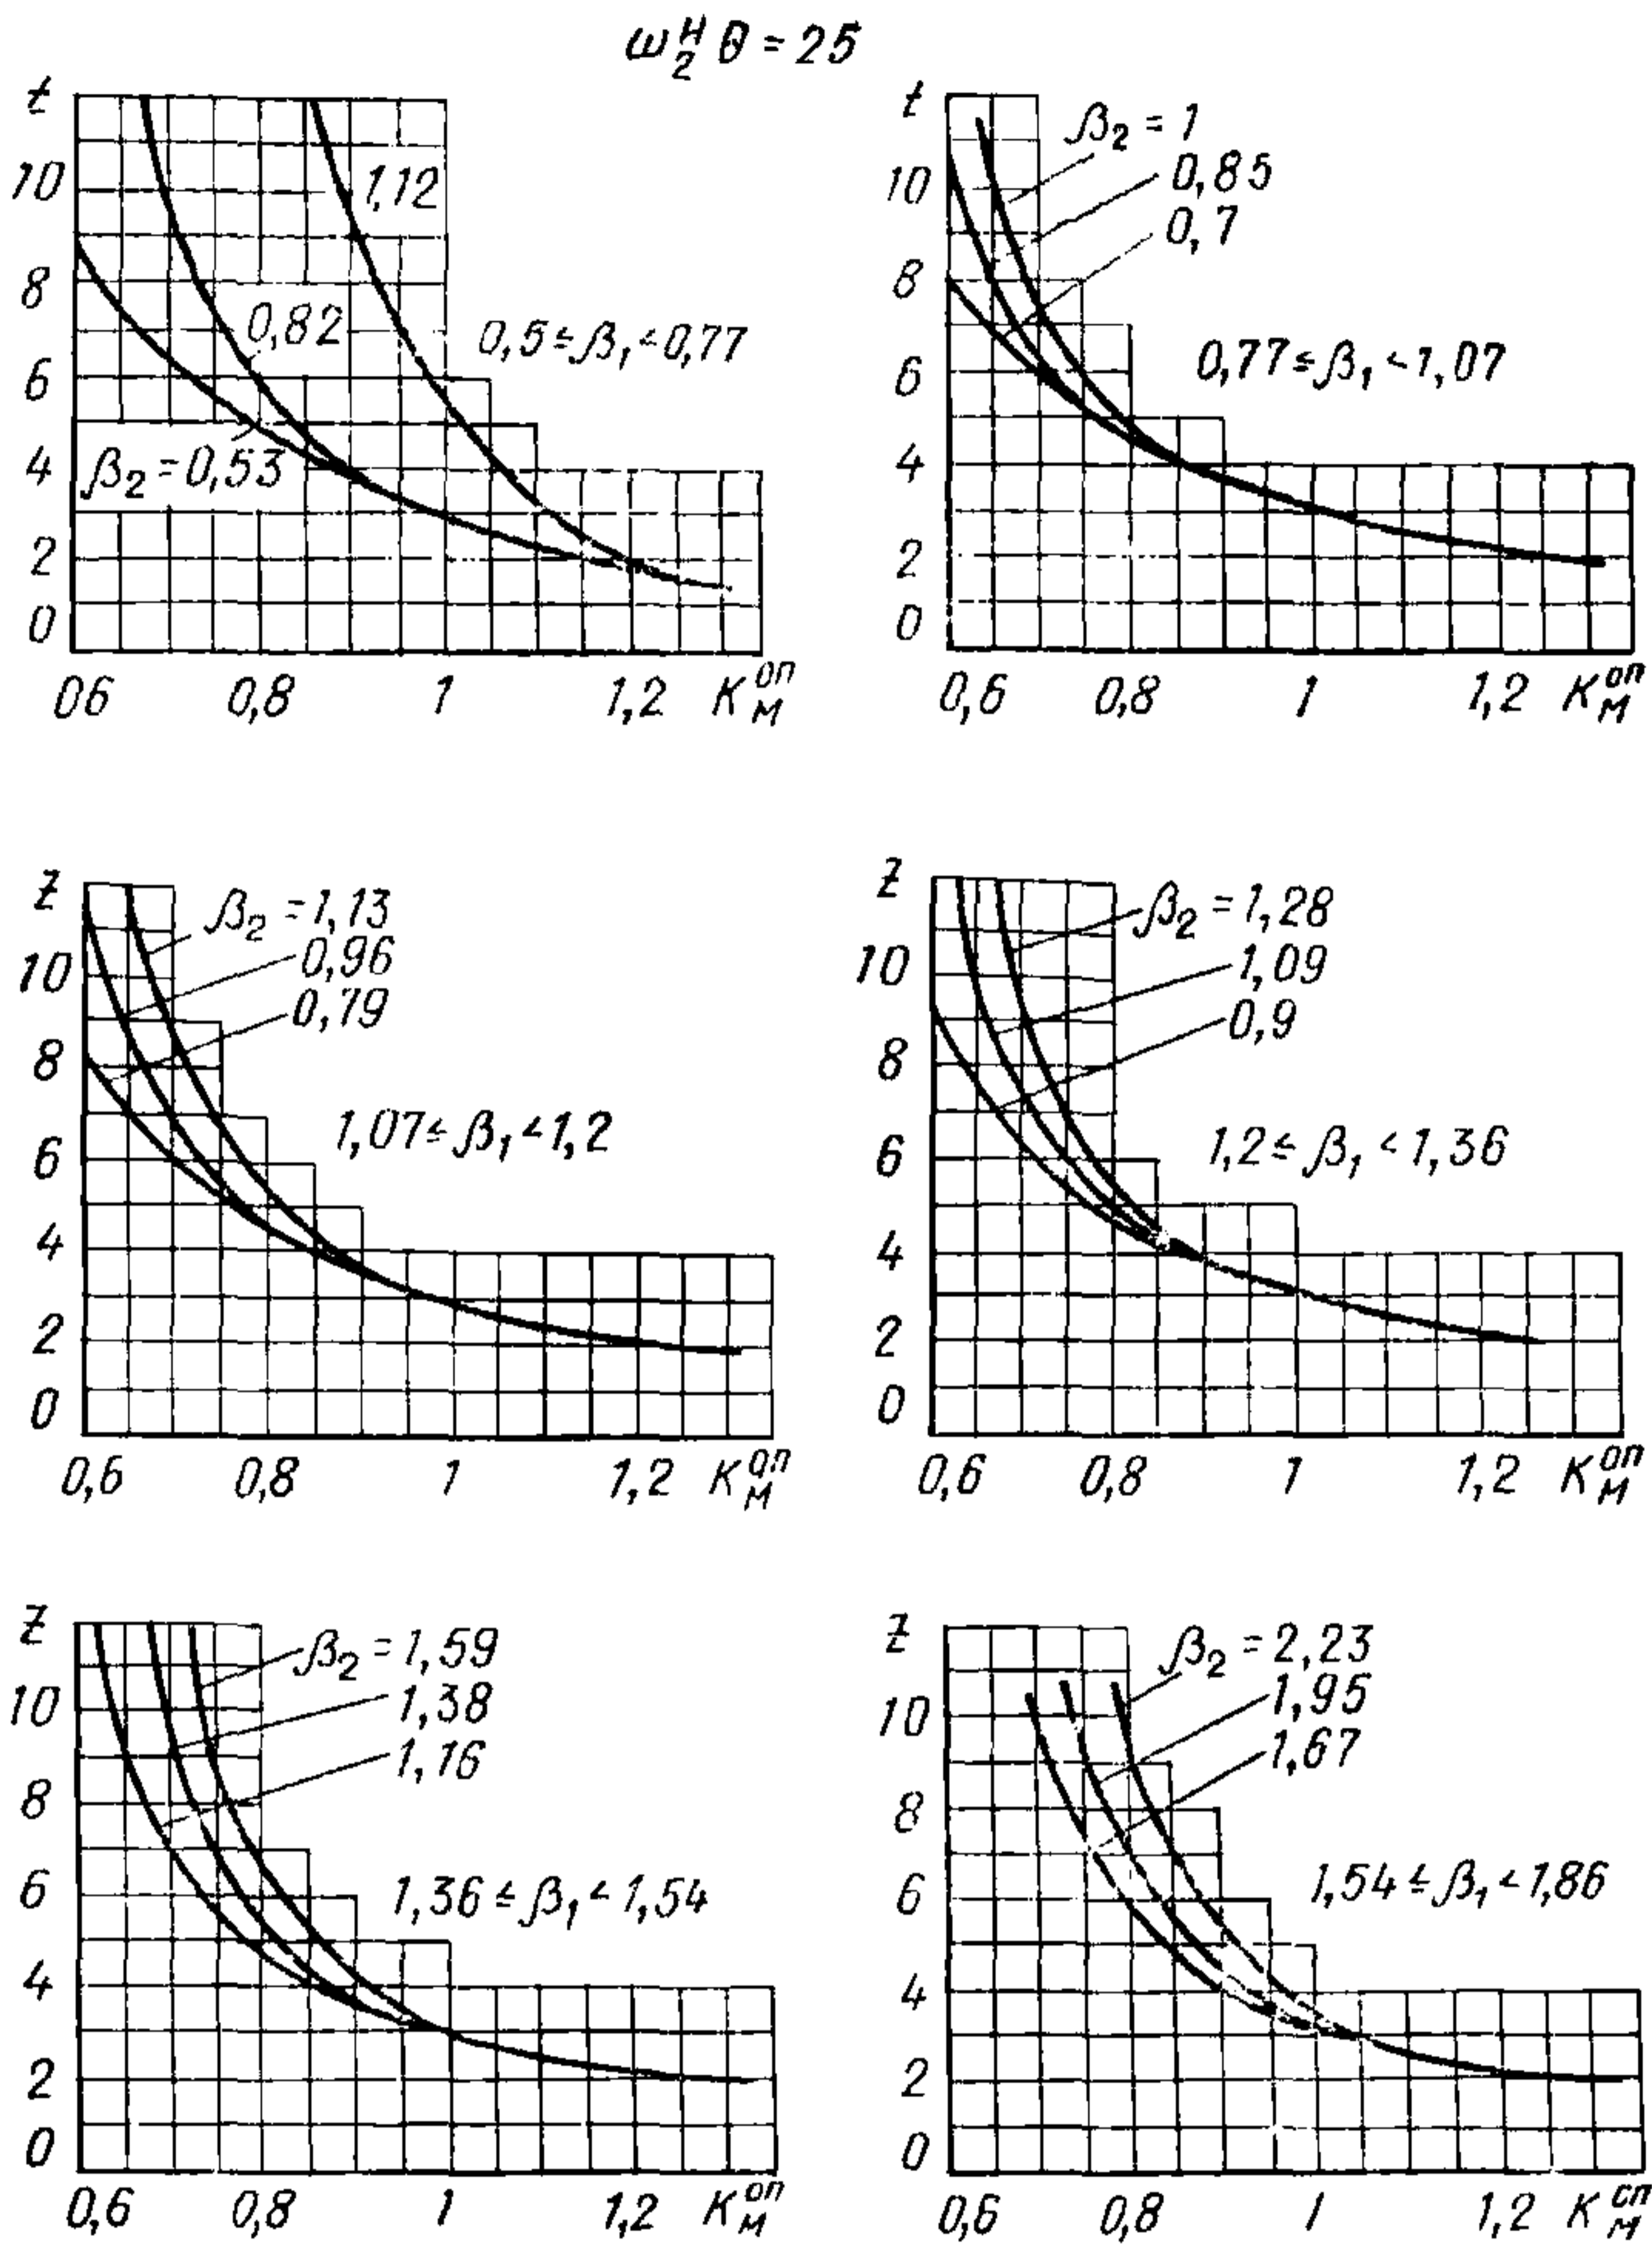 ω₂ᴴ θ = 25
z
10
8
6
4
2
0
1,12
0,82
β₂ = 0,53
0,5 ≤ β₁ < 0,77
06 0,8 1 1,2 Kₘᵒⁿ
z
10
8
6
4
2
0
β₂ = 1
0,85
0,7
0,77 ≤ β₁ < 1,07
0,6 0,8 1 1,2 Kₘᵒⁿ
z
10
8
6
4
2
0
β₂ = 1,13
0,96
0,79
1,07 ≤ β₁ < 1,2
0,6 0,8 1 1,2 Kₘᵒⁿ
z
10
8
6
4
2
0
β₂ = 1,28
1,09
0,9
1,2 ≤ β₁ < 1,36
0,6 0,8 1 1,2 Kₘᵒⁿ
z
10
8
6
4
2
0
β₂ = 1,59
1,38
1,16
1,36 ≤ β₁ < 1,54
0,6 0,8 1 1,2 Kₘᵒⁿ
z
10
8
6
4
2
0
β₂ = 2,23
1,95
1,67
1,54 ≤ β₁ < 1,86
0,6 0,8 1 1,2 Kₘᵒⁿ